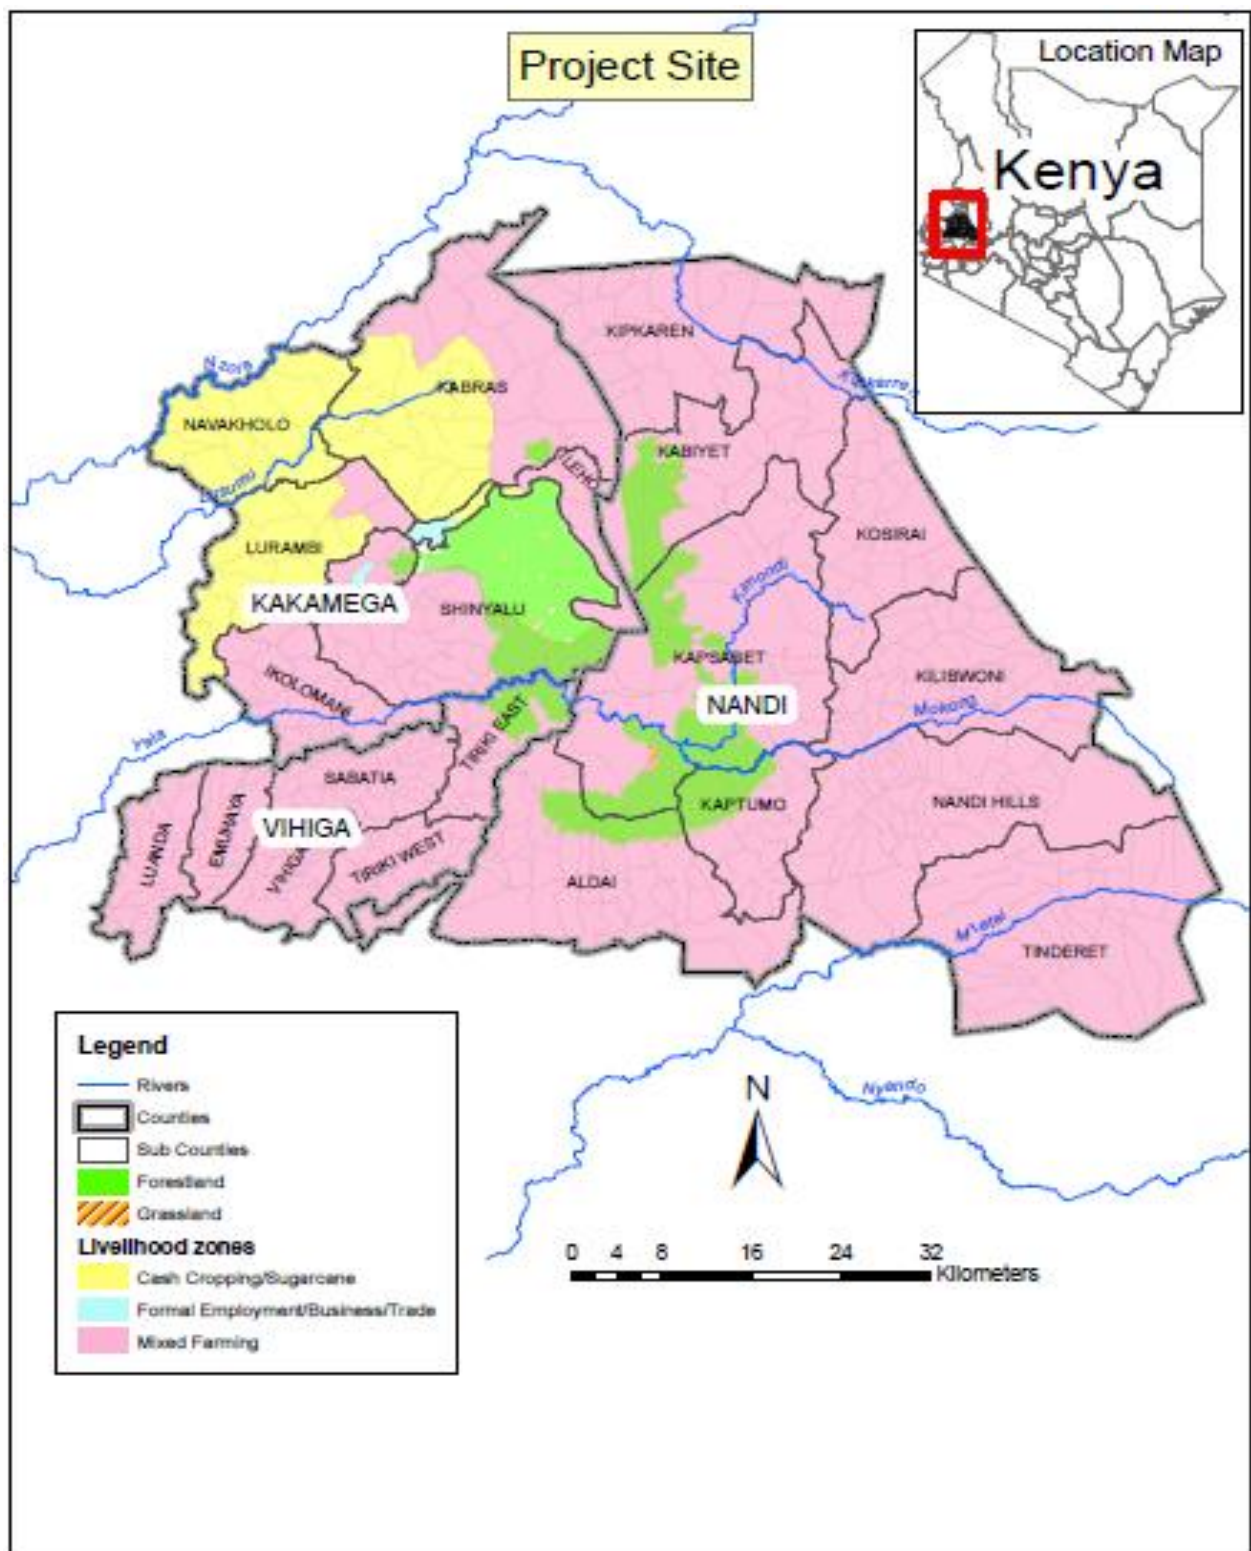 Project Site
Location Map
Kenya
KIPKAREN
Nzoia
KABRAS
NAVAKHOLO
KABIYET
KOSIRAI
LURAMBI
Kimondi
KAKAMEGA
SHINYALU
KAPSABET
KILIBWONI
IKOLOMANI
NANDI
Mokong
Yala
TIRIKI EAST
SABATIA
NANDI HILLS
KAPTUMO
VIHIGA
EMUHAYA
LUANDA
VIHIGA
TIRIKI WEST
ALDAI
TINDERET
Nyando
Legend
Rivers
Counties
Sub Counties
Forestland
Grassland
Livelihood zones
Cash Cropping/Sugarcane
Formal Employment/Business/Trade
Mixed Farming
N
0 4 8 16 24 32
Kilometers